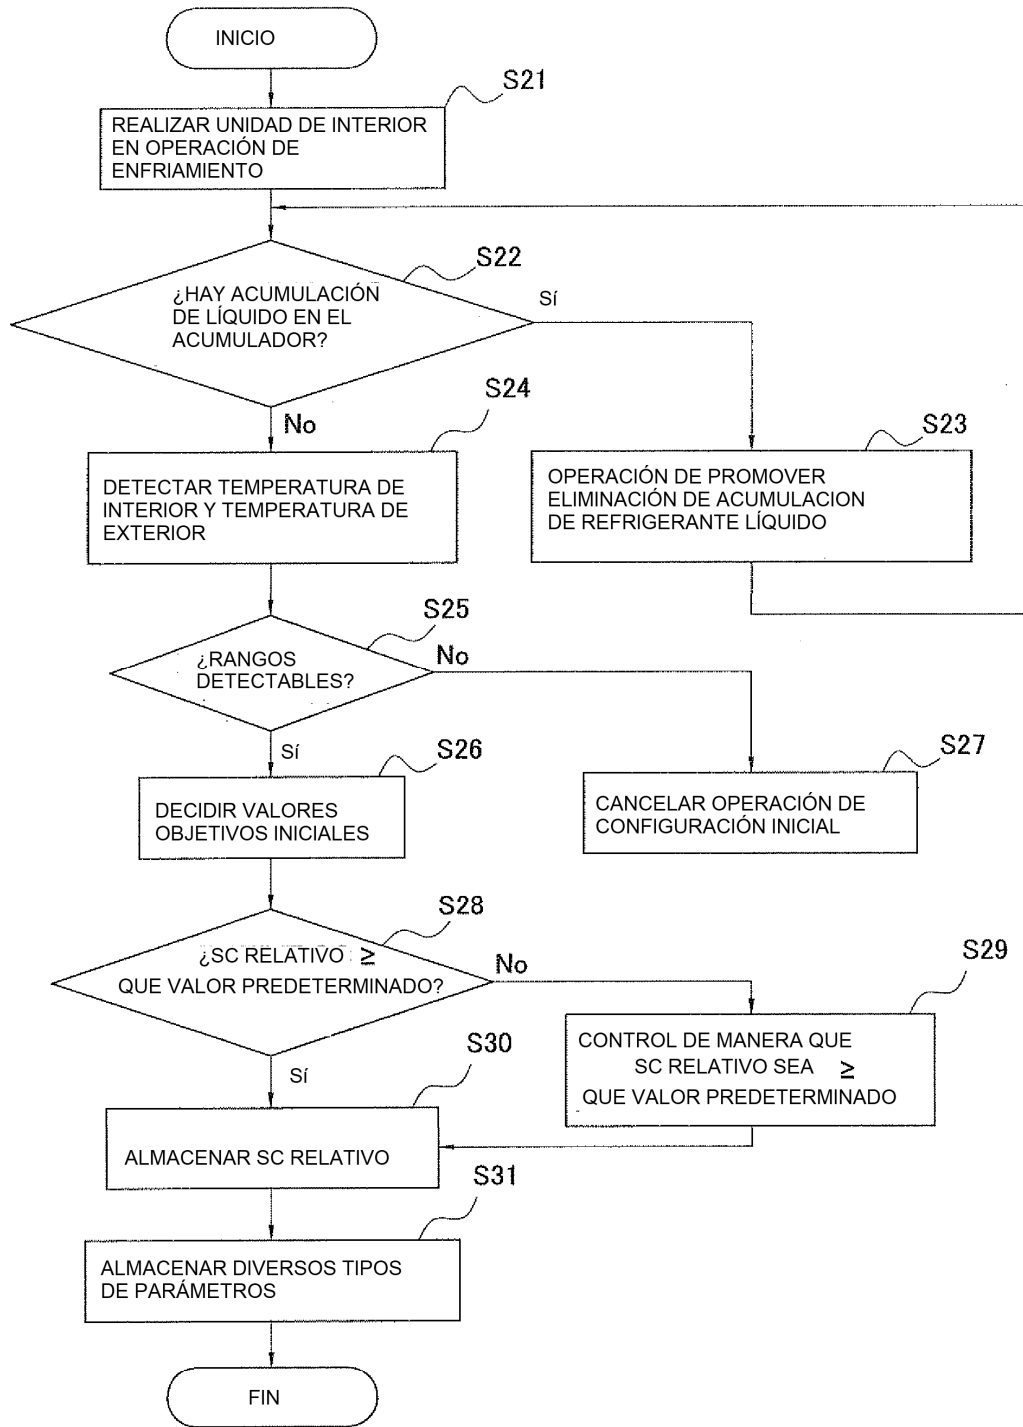 INICIO
S21
REALIZAR UNIDAD DE INTERIOR
EN OPERACIÓN DE
ENFRIAMIENTO
S22
¿HAY ACUMULACIÓN
DE LÍQUIDO EN EL
ACUMULADOR?
Sí
No
S24
DETECTAR TEMPERATURA DE
INTERIOR Y TEMPERATURA DE
EXTERIOR
S23
OPERACIÓN DE PROMOVER
ELIMINACIÓN DE ACUMULACION
DE REFRIGERANTE LÍQUIDO
S25
¿RANGOS
DETECTABLES?
No
Sí
S26
DECIDIR VALORES
OBJETIVOS INICIALES
S27
CANCELAR OPERACIÓN DE
CONFIGURACIÓN INICIAL
S28
¿SC RELATIVO ≥
QUE VALOR PREDETERMINADO?
No
Sí
S29
CONTROL DE MANERA QUE
SC RELATIVO SEA ≥
QUE VALOR PREDETERMINADO
S30
ALMACENAR SC RELATIVO
S31
ALMACENAR DIVERSOS TIPOS
DE PARÁMETROS
FIN